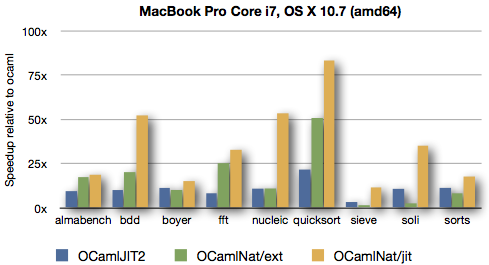 MacBook Pro Core i7, OS X 10.7 (amd64)
Speedup relative to ocaml
100x
75x
50x
25x
0x
almabench bdd boyer fft nucleic quicksort sieve soli sorts
OCamlJIT2 OCamlNat/ext OCamlNat/jit